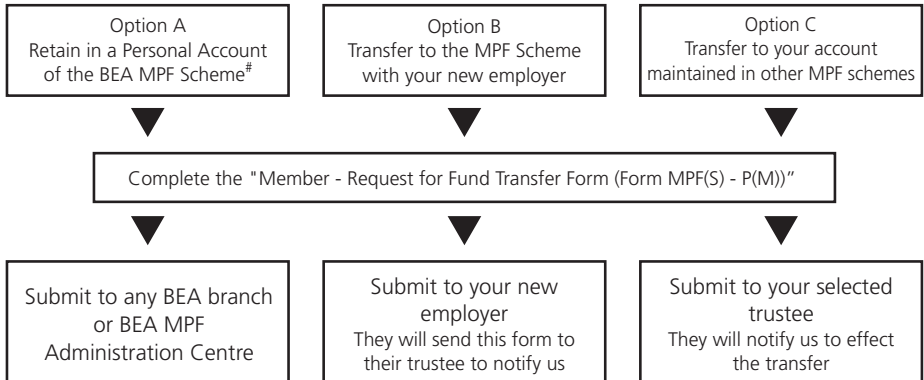 Option A
Retain in a Personal Account
of the BEA MPF Scheme#
Option B
Transfer to the MPF Scheme
with your new employer
Option C
Transfer to your account
maintained in other MPF schemes
Complete the "Member - Request for Fund Transfer Form (Form MPF(S) - P(M))”
Submit to any BEA branch
or BEA MPF
Administration Centre
Submit to your new
employer
They will send this form to
their trustee to notify us
Submit to your selected
trustee
They will notify us to effect
the transfer